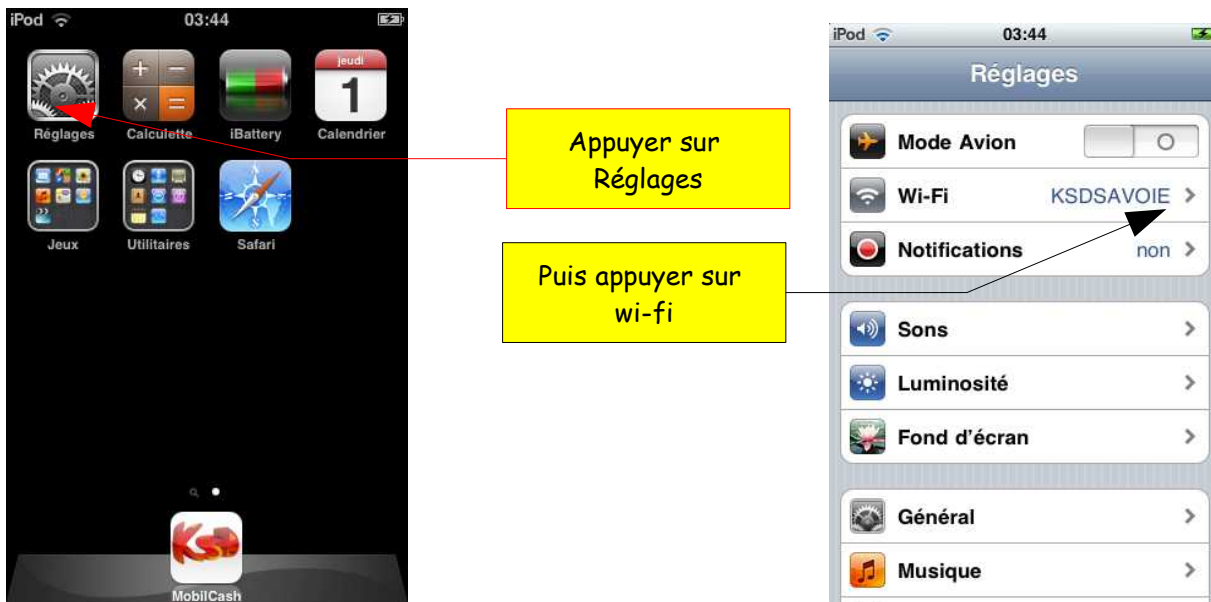 iPod 03:44
jeudi
1
Réglages Calculette iBattery Calendrier
Jeux Utilitaires Safari
KSD
MobilCash
Appuyer sur
Réglages
Puis appuyer sur
wi-fi
iPod 03:44
Réglages
Mode Avion
Wi-Fi KSDSAVOIE
Notifications non
Sons
Luminosité
Fond d'écran
Général
Musique